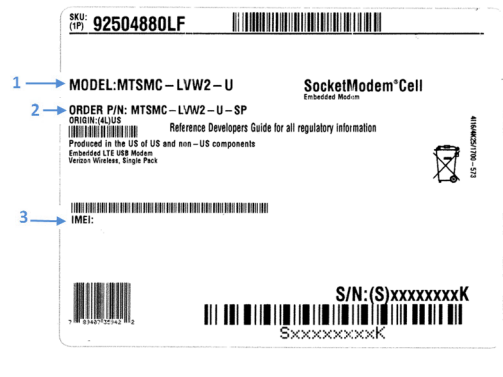 SKU:
(1P) 92504880LF
1
MODEL:MTSMC-LVW2-U
SocketModem®Cell
Embedded Modem
2
ORDER P/N: MTSMC-LVW2-U-SP
ORIGIN:(4L)US
Reference Developers Guide for all regulatory information
Produced in the US of US and non-US components
Embedded LTE USB Modem
Verizon Wireless, Single Pack
3
IMEI:
S/N:(S)xxxxxxxxK
SxxxxxxxxK